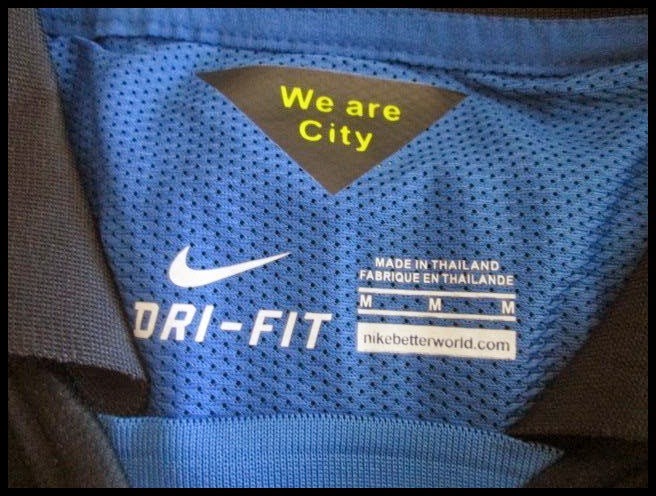 We are
City
DRI-FIT
MADE IN THAILAND
FABRIQUE EN THAILANDE
M M M
nikebetterworld.com